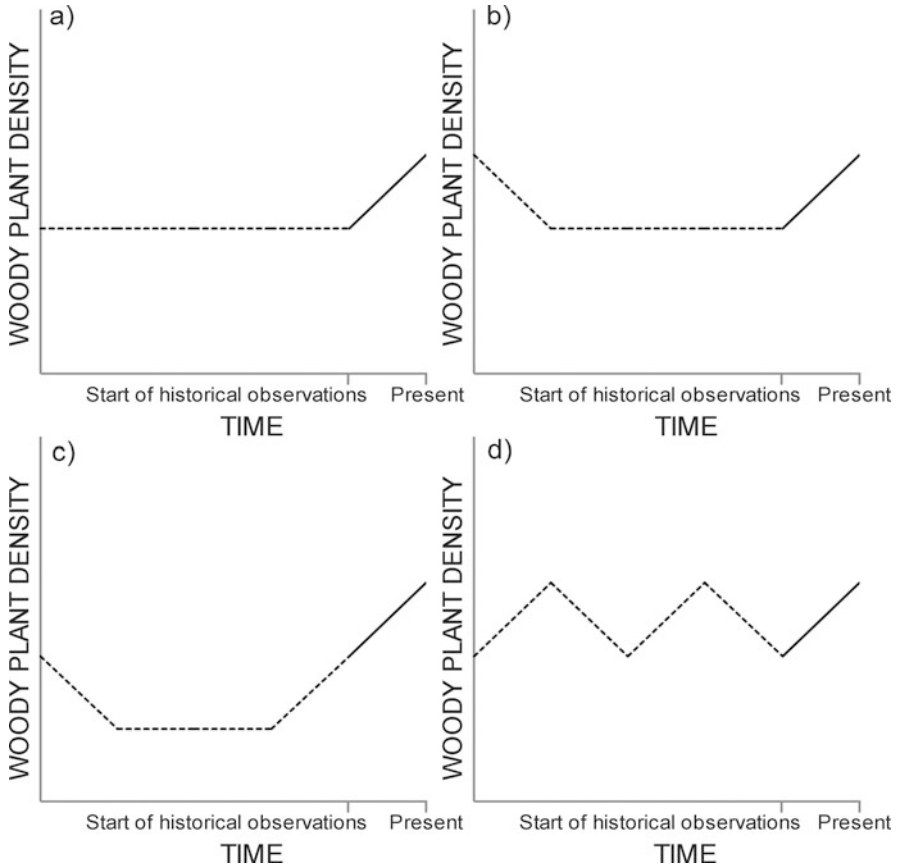 a)
WOODY PLANT DENSITY
Start of historical observations Present
TIME
b)
WOODY PLANT DENSITY
Start of historical observations Present
TIME
c)
WOODY PLANT DENSITY
Start of historical observations Present
TIME
d)
WOODY PLANT DENSITY
Start of historical observations Present
TIME